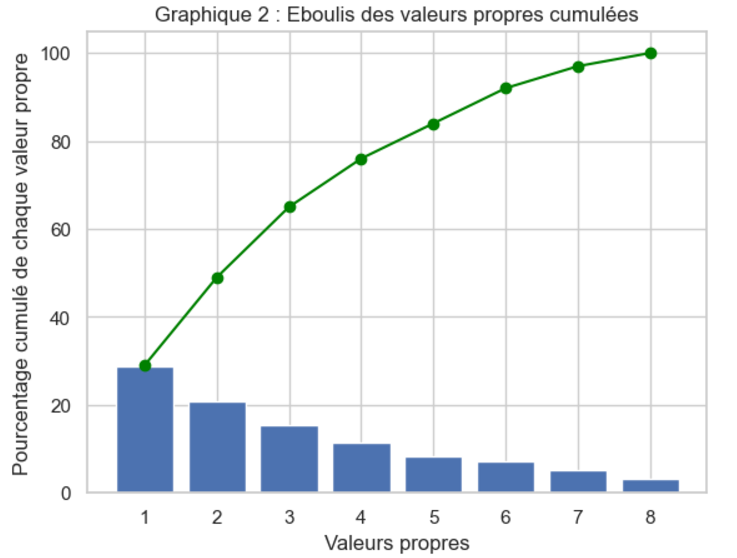 Graphique 2 : Eboulis des valeurs propres cumulées
Pourcentage cumulé de chaque valeur propre
100
80
60
40
20
0
1 2 3 4 5 6 7 8
Valeurs propres